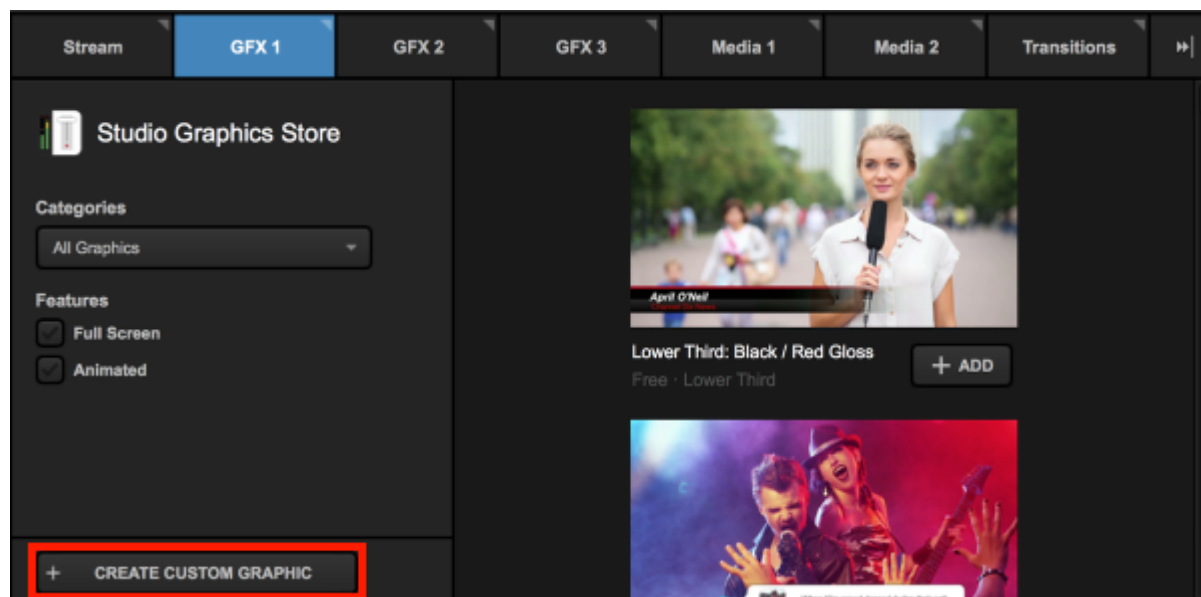 Stream
GFX 1
GFX 2
GFX 3
Media 1
Media 2
Transitions
Studio Graphics Store
Categories
All Graphics
Features
Full Screen
Animated
+ CREATE CUSTOM GRAPHIC
April O'Neil
Lower Third: Black / Red Gloss
Free · Lower Third
+ ADD